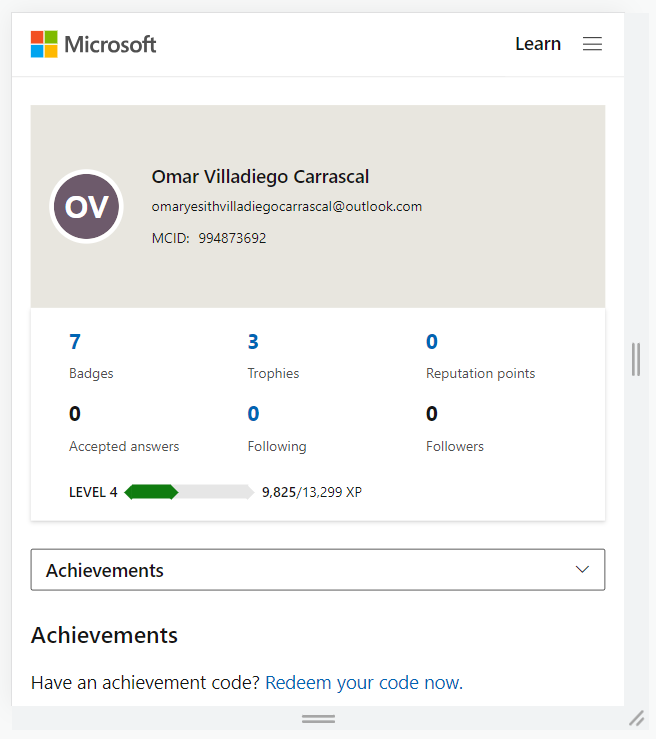 Microsoft Learn
OV
Omar Villadiego Carrascal
omaryesithvilladiegocarrascal@outlook.com
MCID: 994873692
7 3 0
Badges Trophies Reputation points
0 0 0
Accepted answers Following Followers
LEVEL 4 9,825/13,299 XP
Achievements
Achievements
Have an achievement code? Redeem your code now.